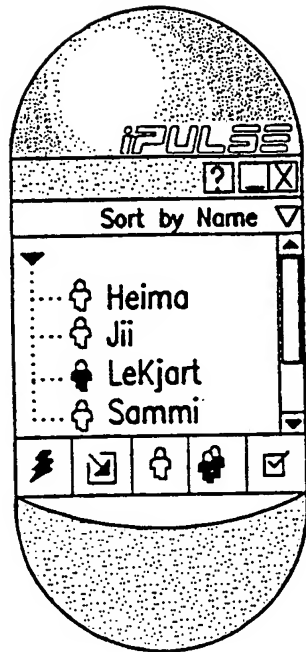 iPULSE
? _ X
Sort by Name
Heima
Jii
LeKjart
Sammi